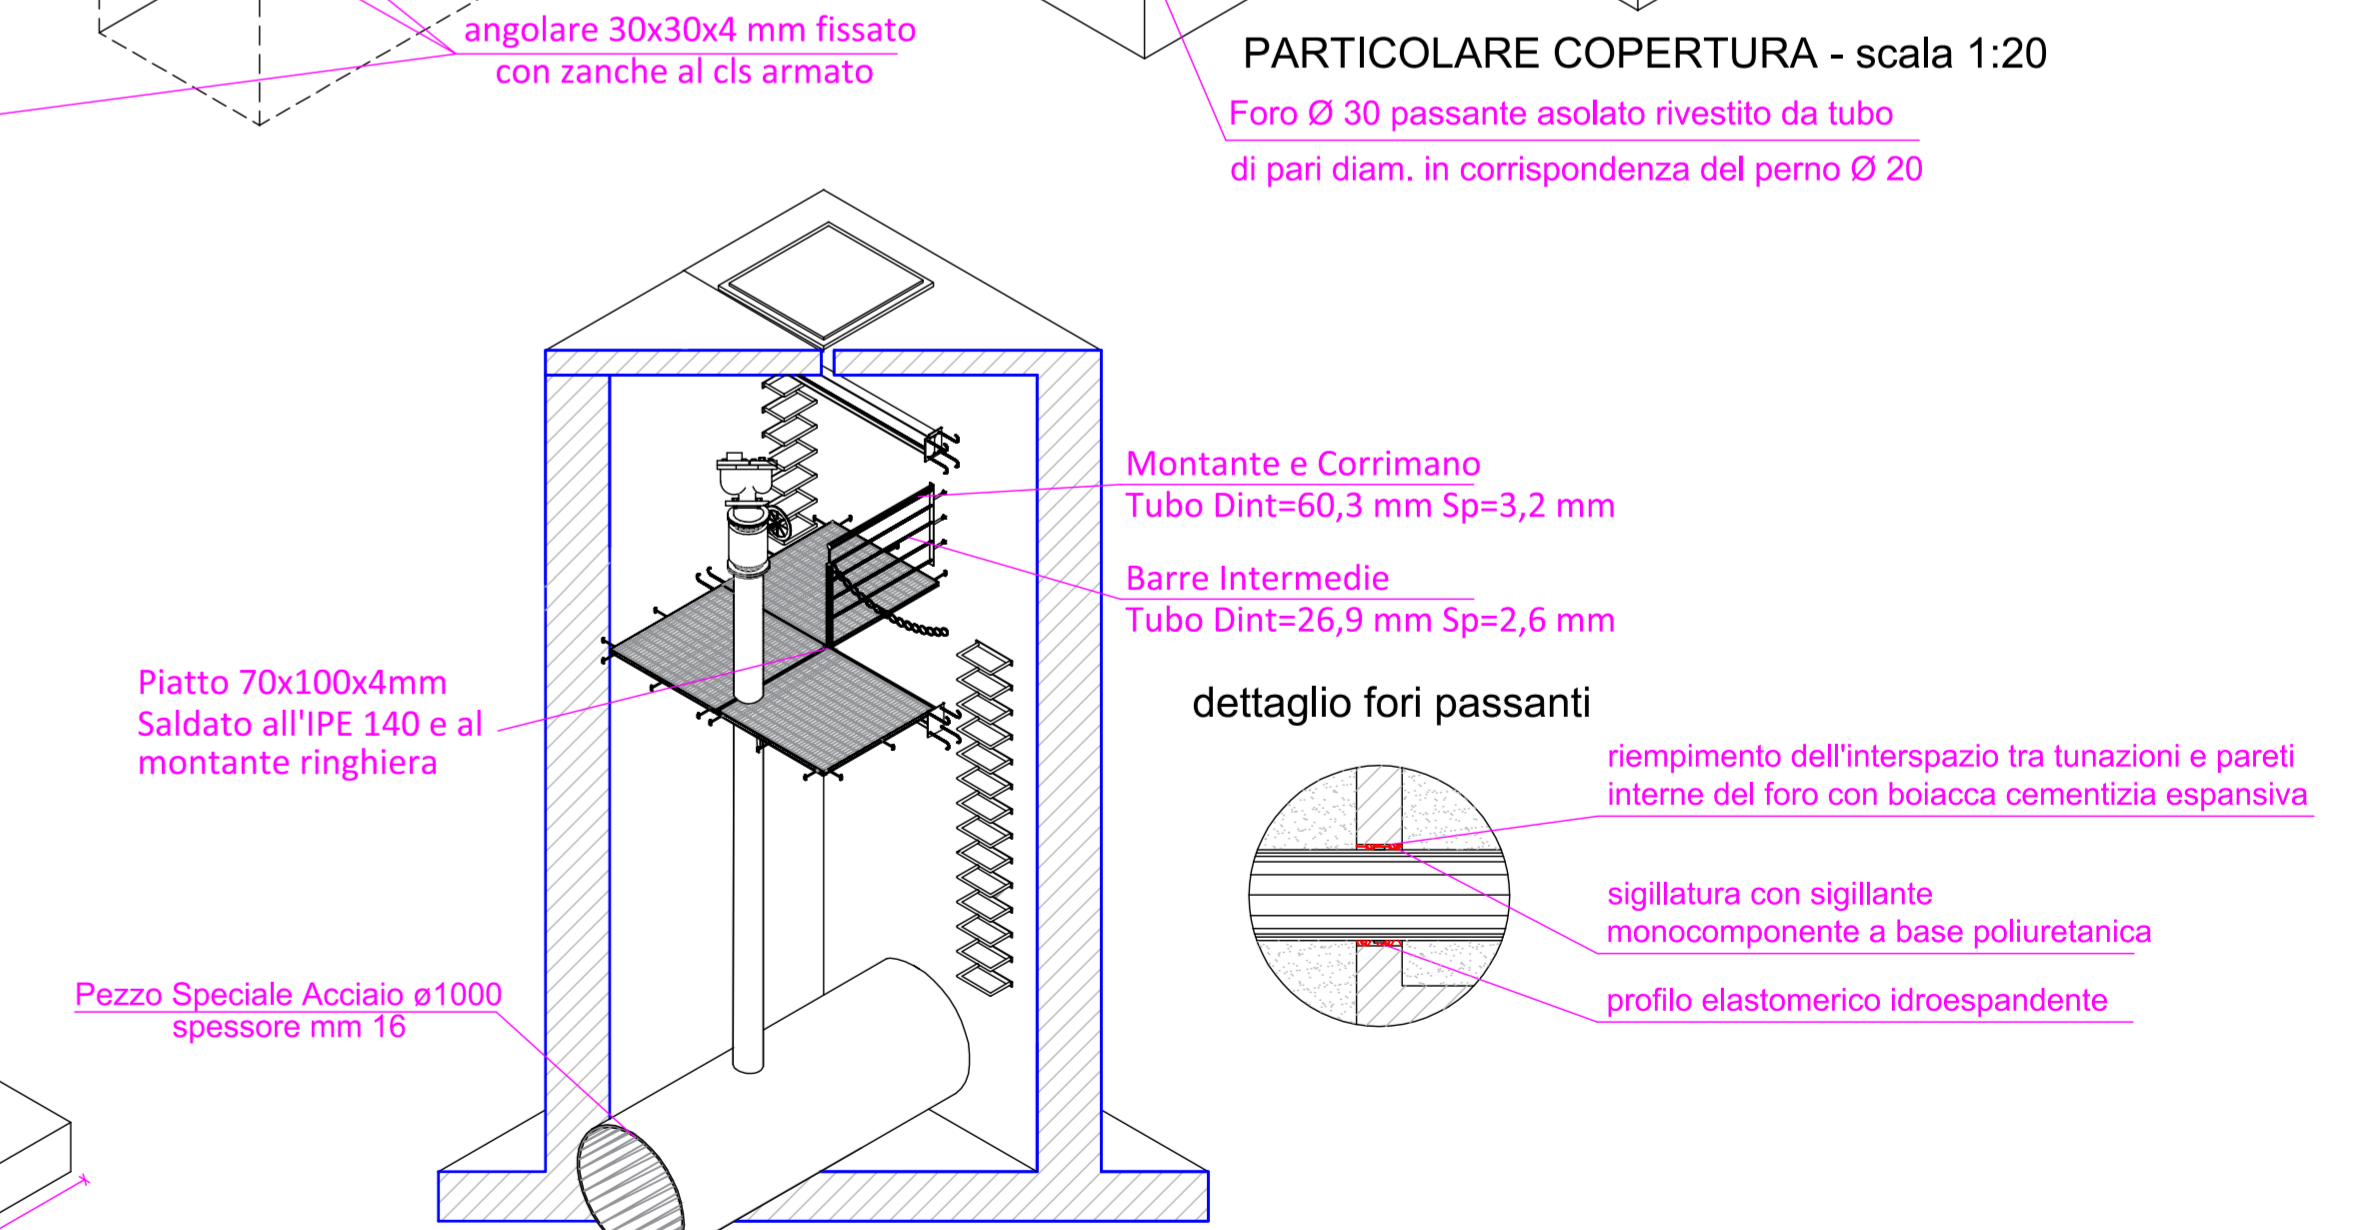 angolare 30x30x4 mm fissato
con zanche al cls armato
PARTICOLARE COPERTURA - scala 1:20
Foro Ø 30 passante asolato rivestito da tubo
di pari diam. in corrispondenza del perno Ø 20
Montante e Corrimano
Tubo Dint=60,3 mm Sp=3,2 mm
Barre Intermedie
Tubo Dint=26,9 mm Sp=2,6 mm
Piatto 70x100x4mm
Saldato all'IPE 140 e al
montante ringhiera
dettaglio fori passanti
riempimento dell'interspazio tra tunazioni e pareti
interne del foro con boiacca cementizia espansiva
sigillatura con sigillante
monocomponente a base poliuretanica
profilo elastomerico idroespandente
Pezzo Speciale Acciaio ø1000
spessore mm 16